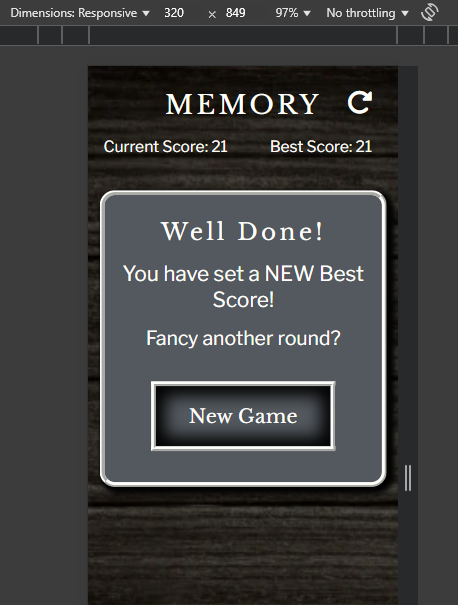 Dimensions: Responsive 320 × 849 97% No throttling
MEMORY
Current Score: 21 Best Score: 21
Well Done!
You have set a NEW Best
Score!
Fancy another round?
New Game